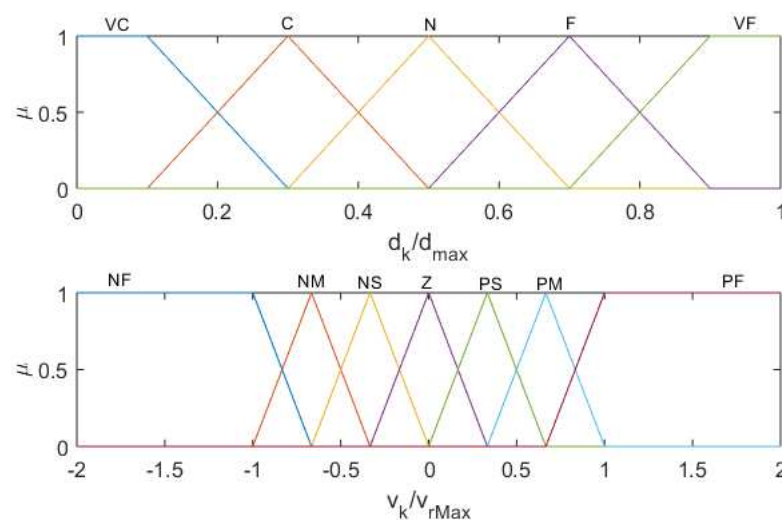 VC C N F VF
1
0.5
0
μ
0 0.2 0.4 0.6 0.8 1
d_k/d_max
NF NM NS Z PS PM PF
1
0.5
0
μ
-2 -1.5 -1 -0.5 0 0.5 1 1.5 2
v_k/v_rMax